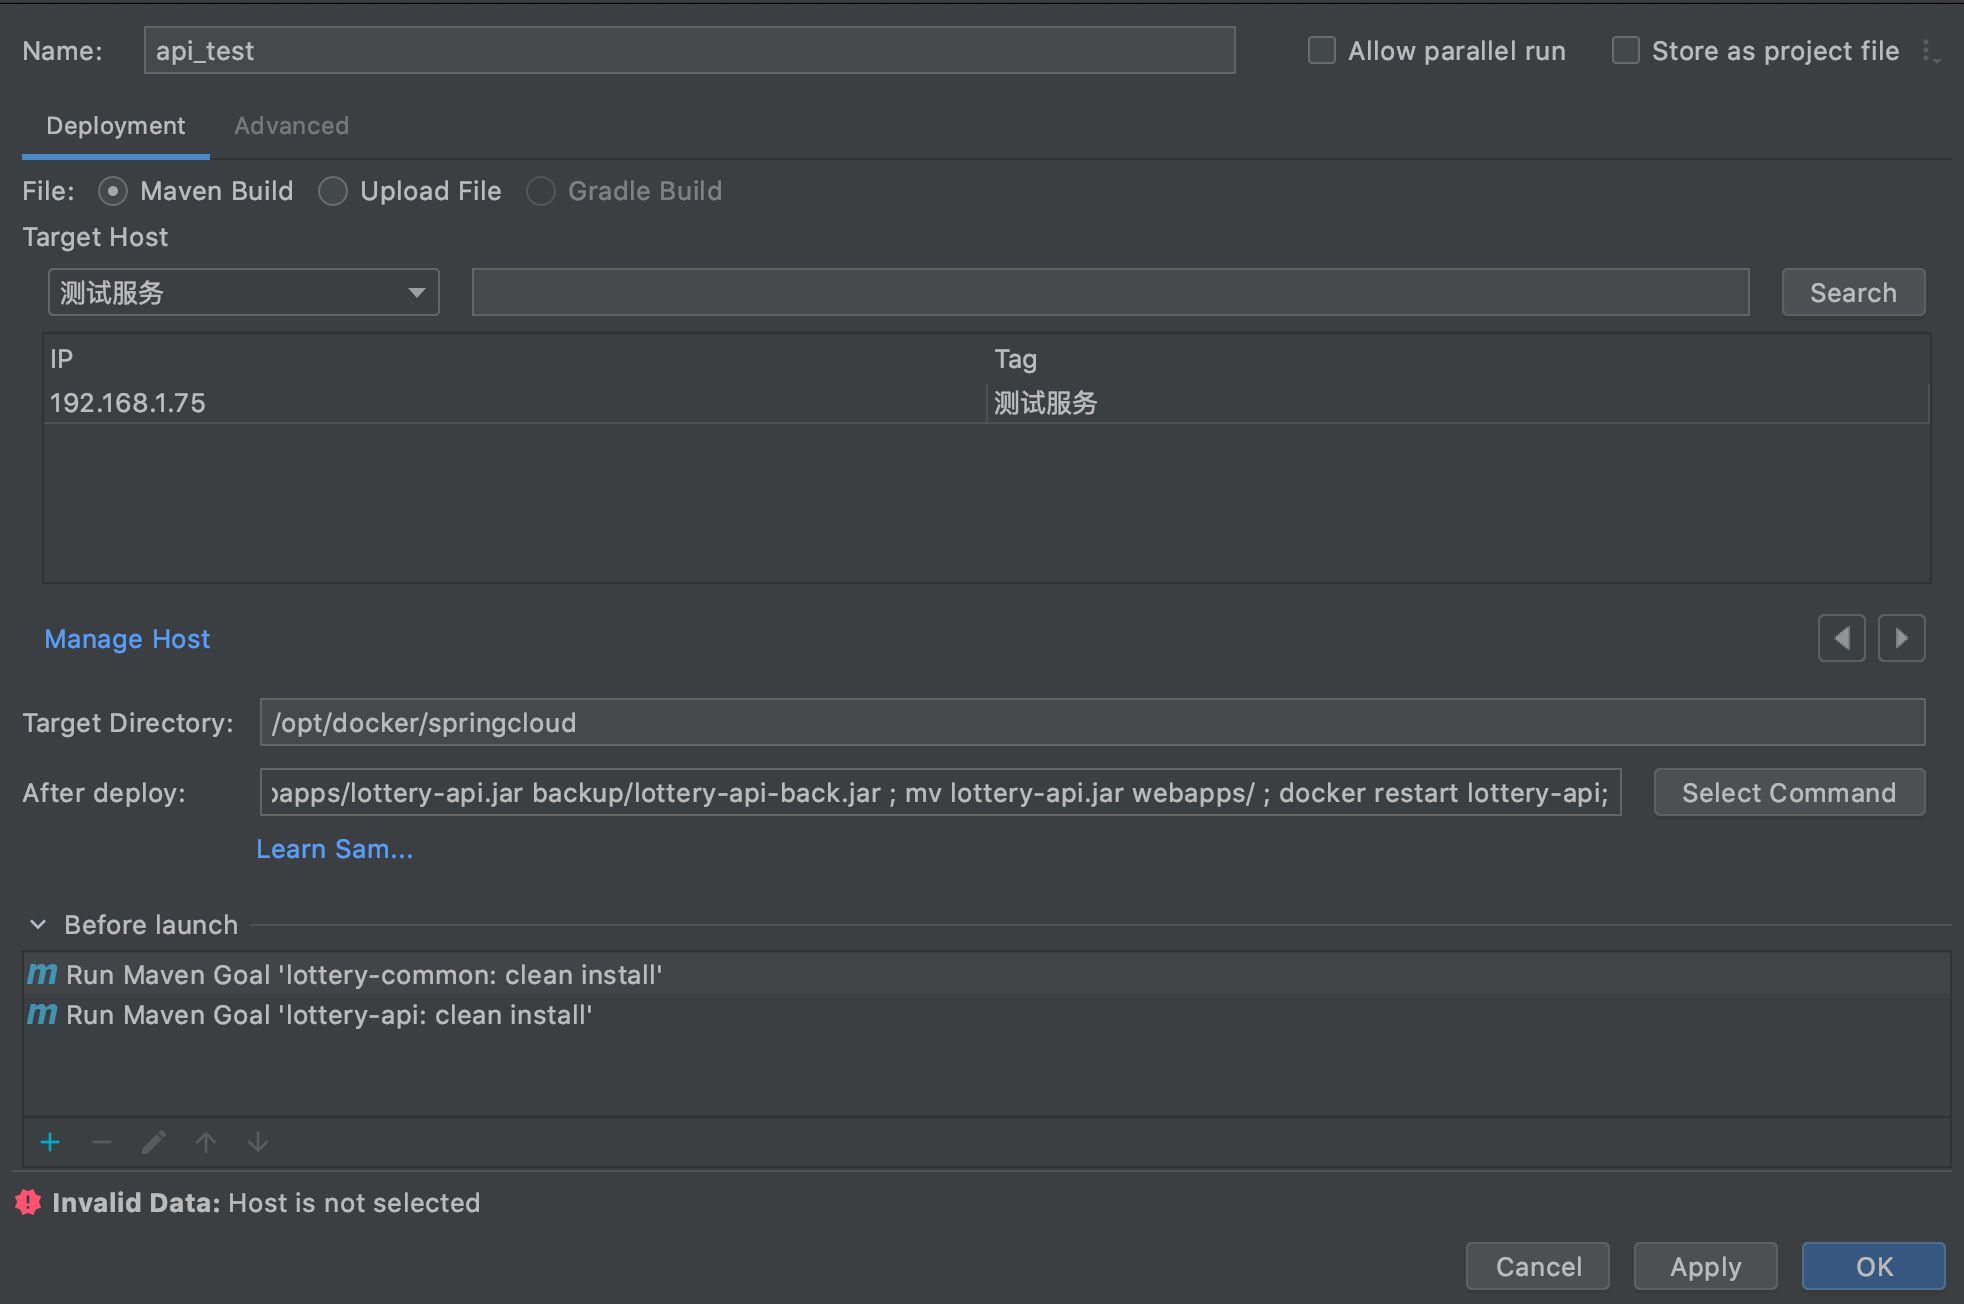 Name: api_test Allow parallel run Store as project file
Deployment Advanced
File: Maven Build Upload File Gradle Build
Target Host
测试服务 Search
IP Tag
192.168.1.75 测试服务
Manage Host
Target Directory: /opt/docker/springcloud
After deploy: bapps/lottery-api.jar backup/lottery-api-back.jar ; mv lottery-api.jar webapps/ ; docker restart lottery-api; Select Command
Learn Sam...
Before launch
Run Maven Goal 'lottery-common: clean install'
Run Maven Goal 'lottery-api: clean install'
Invalid Data: Host is not selected
Cancel Apply OK